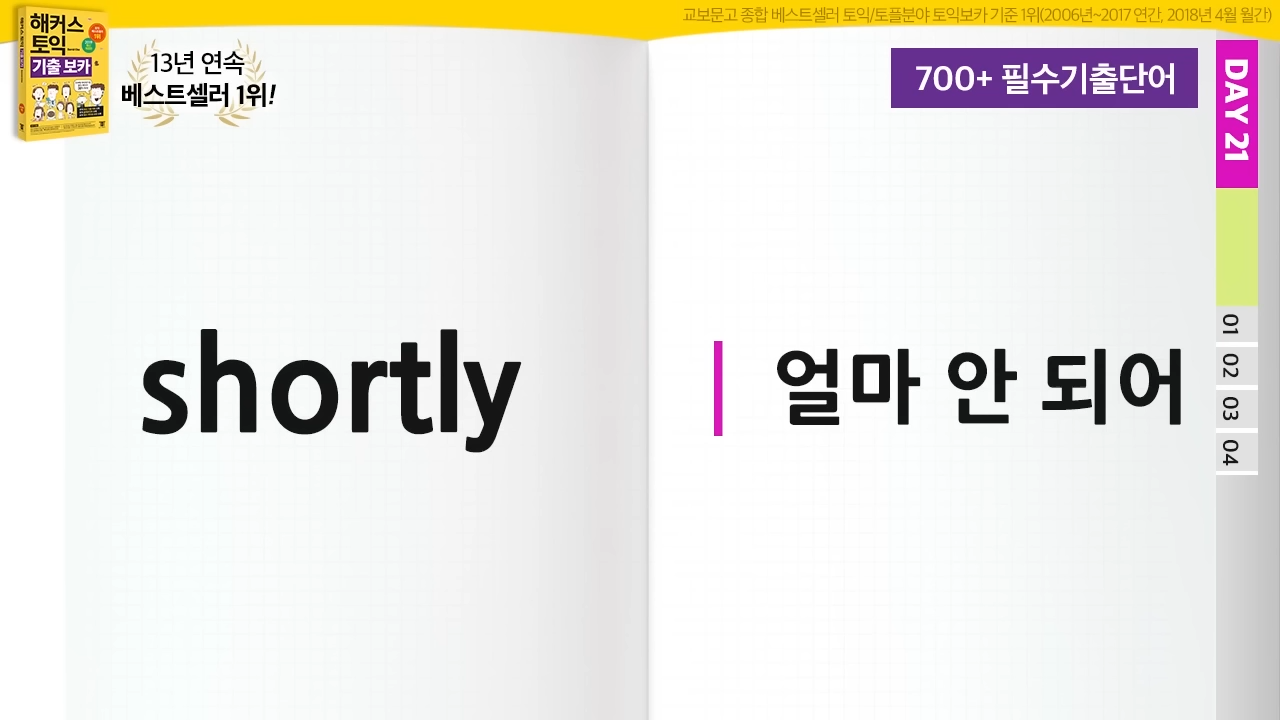 교보문고 종합 베스트셀러 토익/토플분야 토익보카 기준 1위(2006년~2017 연간, 2018년 4월 월간)
해커스
토익
기출 보카
13년 연속
베스트셀러 1위!
700+ 필수기출단어
DAY 21
shortly
얼마 안 되어
01
02
03
04